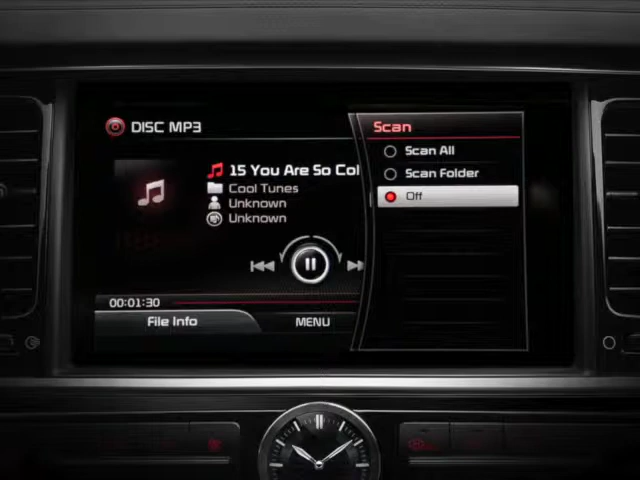 DISC MP3
15 You Are So Col
Cool Tunes
Unknown
Unknown
00:01:30
File Info
MENU
Scan
Scan All
Scan Folder
Off